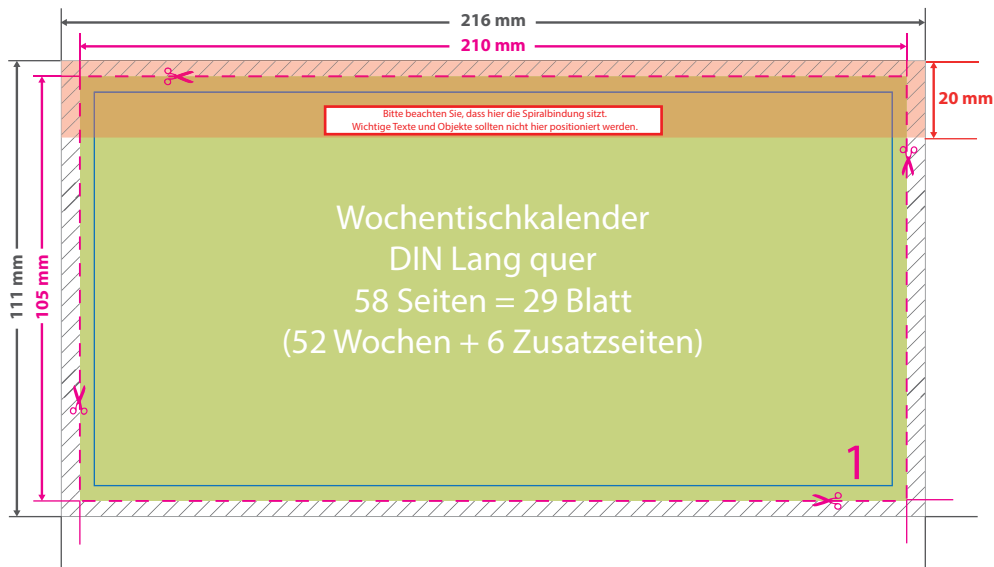 216 mm
210 mm
20 mm
Bitte beachten Sie, dass hier die Spiralbindung sitzt.
Wichtige Texte und Objekte sollten nicht hier positioniert werden.
111 mm
105 mm
Wochentischkalender
DIN Lang quer
58 Seiten = 29 Blatt
(52 Wochen + 6 Zusatzseiten)
1